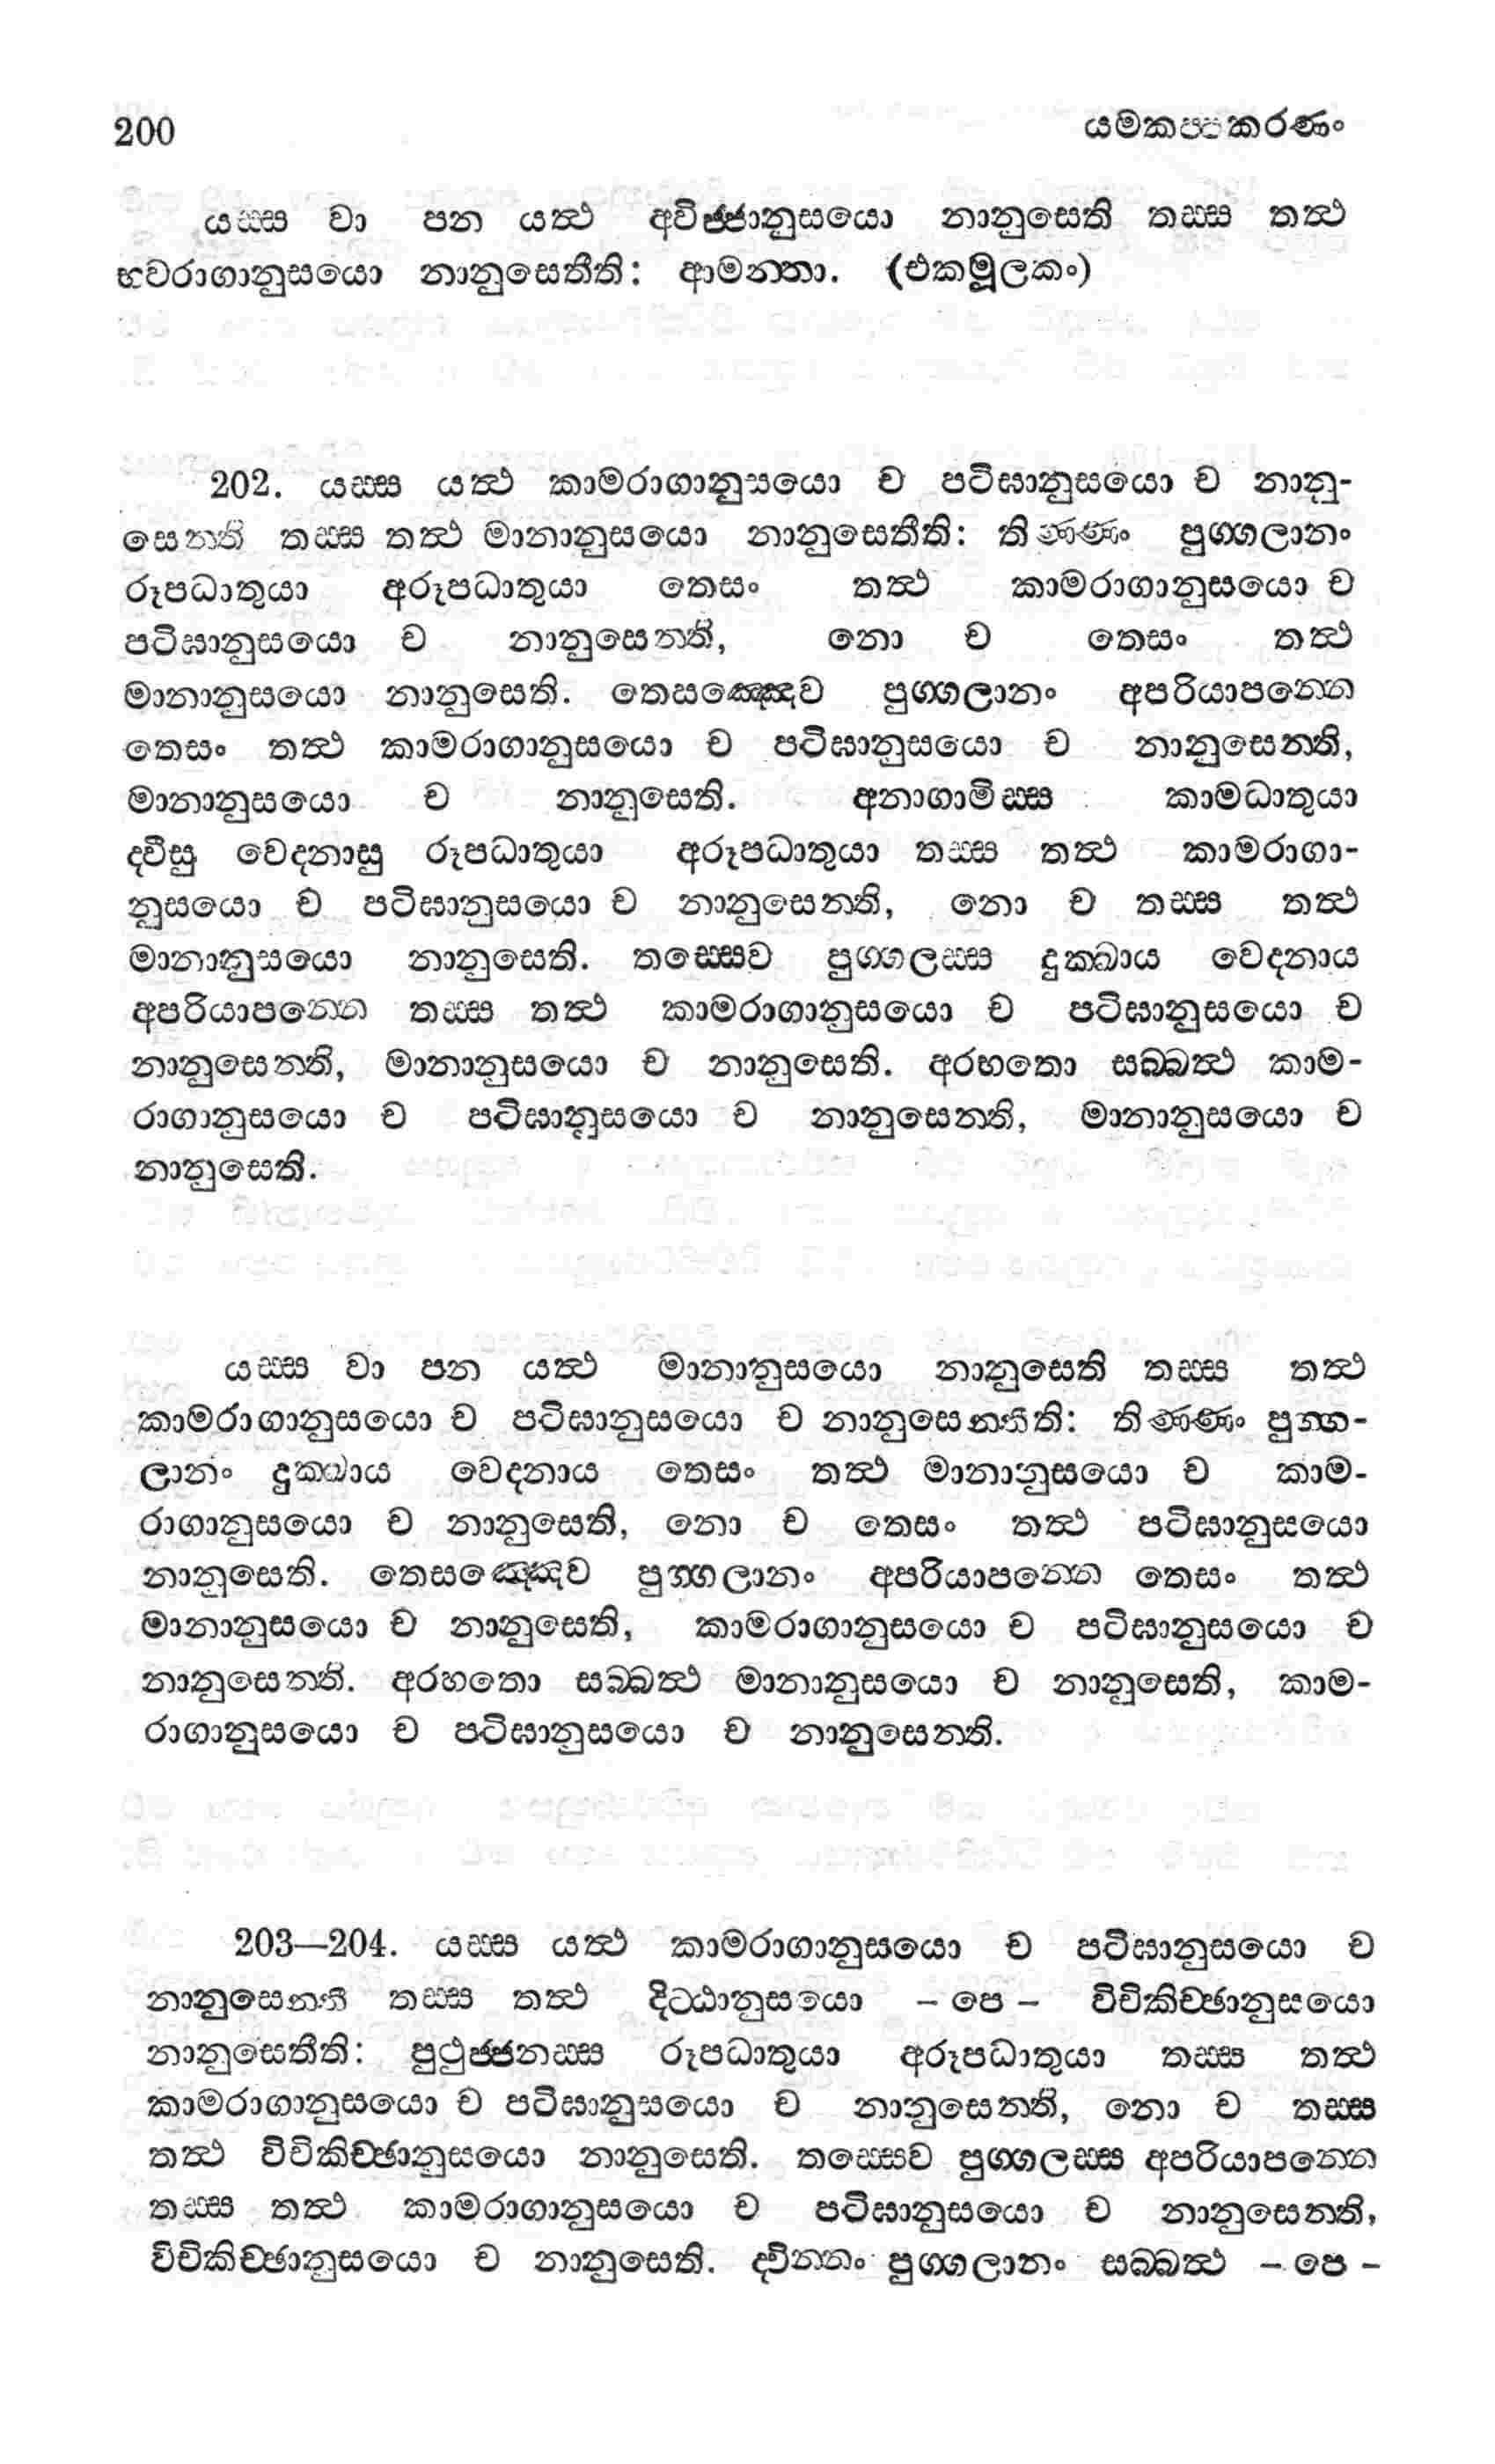 200
යමකප්පකරණං
යස්ස වා පන යත්ථ අවිජ්ජානුසයො නානුසෙති තස්ස තත්ථ
භවරාගානුසයො නානුසෙතීති: ආමන්තා. (එකමූලකං)
202. යස්ස යත්ථ කාමරාගානුසයො ච පටිඝානුසයො ච නානු-
සෙන්ති තස්ස තත්ථ මානානුසයො නානුසෙතීති: තිණ්ණං පුග්ගලානං
රූපධාතුයා අරූපධාතුයා තෙසං තත්ථ කාමරාගානුසයො ච
පටිඝානුසයො ච නානුසෙන්ති, නො ච තෙසං තත්ථ
මානානුසයො නානුසෙති. තෙසඤ්ඤෙව පුග්ගලානං අපරියාපන්නෙ
තෙසං තත්ථ කාමරාගානුසයො ච පටිඝානුසයො ච නානුසෙන්ති,
මානානුසයො ච නානුසෙති. අනාගාමිස්ස කාමධාතුයා
ද්වීසු වෙදනාසු රූපධාතුයා අරූපධාතුයා තස්ස තත්ථ කාමරාගා-
නුසයො ච පටිඝානුසයො ච නානුසෙන්ති, නො ච තස්ස තත්ථ
මානානුසයො නානුසෙති. තස්සෙව පුග්ගලස්ස දුක්ඛාය වෙදනාය
අපරියාපන්නෙ තස්ස තත්ථ කාමරාගානුසයො ච පටිඝානුසයො ච
නානුසෙන්ති, මානානුසයො ච නානුසෙති. අරහතො සබ්බත්ථ කාම-
රාගානුසයො ච පටිඝානුසයො ච නානුසෙන්ති, මානානුසයො ච
නානුසෙති.
යස්ස වා පන යත්ථ මානානුසයො නානුසෙති තස්ස තත්ථ
කාමරාගානුසයො ච පටිඝානුසයො ච නානුසෙන්තීති: තිණ්ණං පුග්ග-
ලානං දුක්ඛාය වෙදනාය තෙසං තත්ථ මානානුසයො ච කාම-
රාගානුසයො ච නානුසෙති, නො ච තෙසං තත්ථ පටිඝානුසයො
නානුසෙති. තෙසඤ්ඤෙව පුග්ගලානං අපරියාපන්නෙ තෙසං තත්ථ
මානානුසයො ච නානුසෙති, කාමරාගානුසයො ච පටිඝානුසයො ච
නානුසෙන්ති. අරහතො සබ්බත්ථ මානානුසයො ච නානුසෙති, කාම-
රාගානුසයො ච පටිඝානුසයො ච නානුසෙන්ති.
203—204. යස්ස යත්ථ කාමරාගානුසයො ච පටිඝානුසයො ච
නානුසෙන්ති තස්ස තත්ථ දිට්ඨානුසයො – පෙ – විචිකිච්ඡානුසයො
නානුසෙතීති: පුථුජ්ජනස්ස රූපධාතුයා අරූපධාතුයා තස්ස තත්ථ
කාමරාගානුසයො ච පටිඝානුසයො ච නානුසෙන්ති, නො ච තස්ස
තත්ථ විචිකිච්ඡානුසයො නානුසෙති. තස්සෙව පුග්ගලස්ස අපරියාපන්නෙ
තස්ස තත්ථ කාමරාගානුසයො ච පටිඝානුසයො ච නානුසෙන්ති,
විචිකිච්ඡානුසයො ච නානුසෙති. ද්වින්නං පුග්ගලානං සබ්බත්ථ – පෙ –